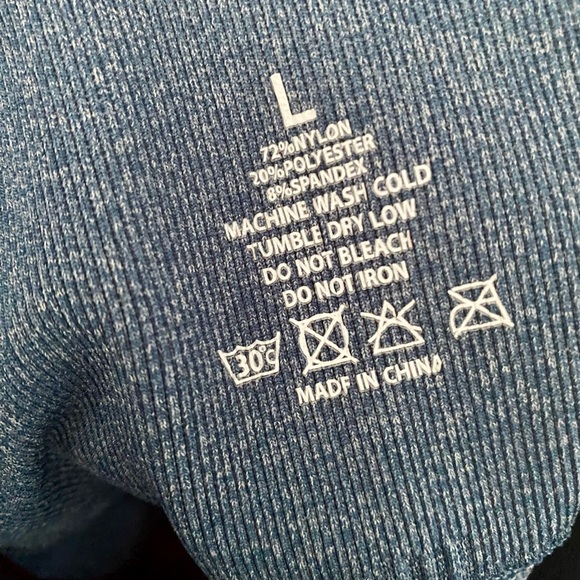 L
72%NYLON
20%POLYESTER
8%SPANDEX
MACHINE WASH COLD
TUMBLE DRY LOW
DO NOT BLEACH
DO NOT IRON
30°C
MADE IN CHINA